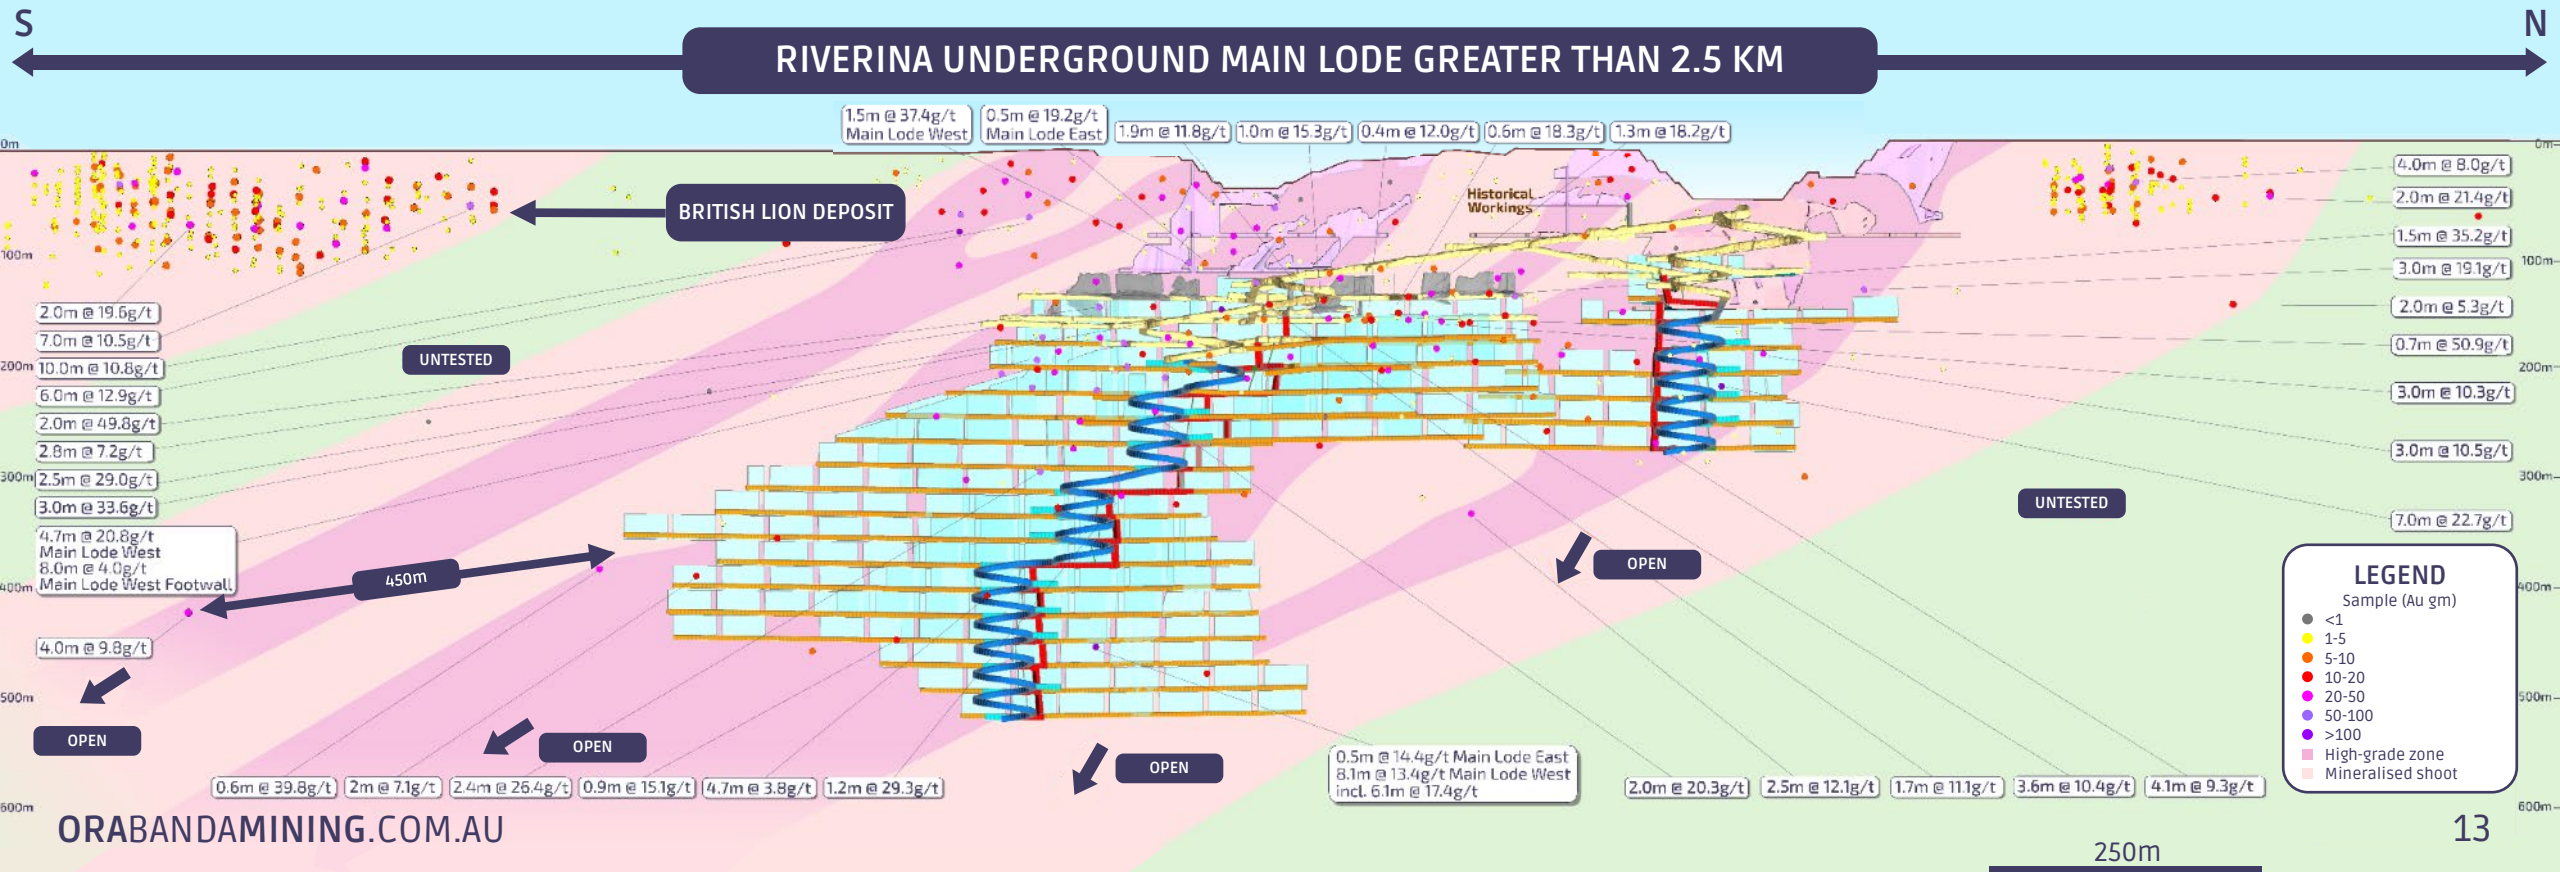 S
N
RIVERINA UNDERGROUND MAIN LODE GREATER THAN 2.5 KM
1.5m @ 37.4g/t
Main Lode West
0.5m @ 19.2g/t
Main Lode East
1.9m @ 11.8g/t
1.0m @ 15.3g/t
0.4m @ 12.0g/t
0.6m @ 18.3g/t
1.3m @ 18.2g/t
0m
100m
200m
300m
400m
500m
600m
BRITISH LION DEPOSIT
Historical
Workings
2.0m @ 19.6g/t
7.0m @ 10.5g/t
10.0m @ 10.8g/t
6.0m @ 12.9g/t
2.0m @ 49.8g/t
2.8m @ 7.2g/t
2.5m @ 29.0g/t
3.0m @ 33.6g/t
4.7m @ 20.8g/t
Main Lode West
8.0m @ 4.0g/t
Main Lode West Footwall
4.0m @ 9.8g/t
UNTESTED
450m
OPEN
OPEN
OPEN
OPEN
UNTESTED
0.6m @ 39.8g/t
2m @ 7.1g/t
2.4m @ 26.4g/t
0.9m @ 15.1g/t
4.7m @ 3.8g/t
1.2m @ 29.3g/t
0.5m @ 14.4g/t Main Lode East
8.1m @ 13.4g/t Main Lode West
incl. 6.1m @ 17.4g/t
2.0m @ 20.3g/t
2.5m @ 12.1g/t
1.7m @ 11.1g/t
3.6m @ 10.4g/t
4.1m @ 9.3g/t
4.0m @ 8.0g/t
2.0m @ 21.4g/t
1.5m @ 35.2g/t
3.0m @ 19.1g/t
2.0m @ 5.3g/t
0.7m @ 50.9g/t
3.0m @ 10.3g/t
3.0m @ 10.5g/t
7.0m @ 22.7g/t
0m
100m
200m
300m
400m
500m
600m
LEGEND
Sample (Au gm)
<1
1-5
5-10
10-20
20-50
50-100
>100
High-grade zone
Mineralised shoot
ORABANDAMINING.COM.AU
13
250m